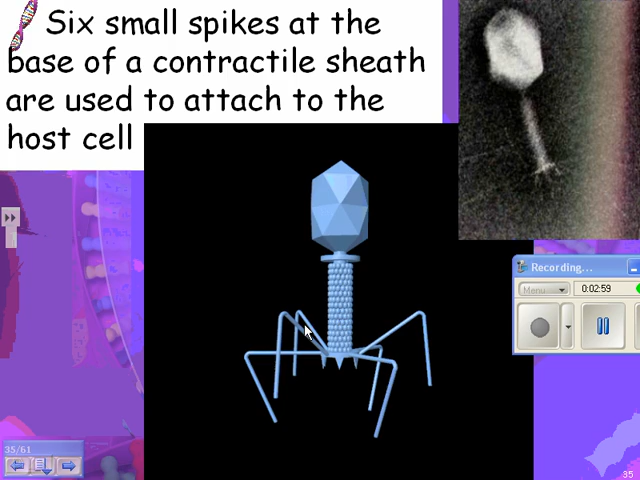 Six small spikes at the
base of a contractile sheath
are used to attach to the
host cell
Recording...
Menu
0:02:59
35/61
35